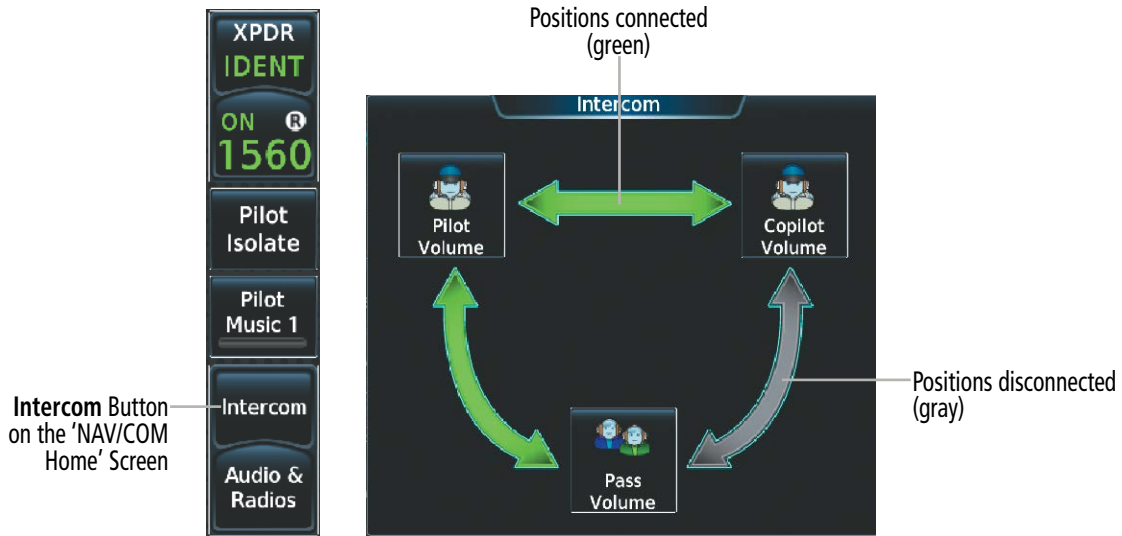 Positions connected
(green)
XPDR
IDENT
ON R
1560
Pilot
Isolate
Pilot
Music 1
Intercom
Audio &
Radios
Intercom Button
on the ‘NAV/COM
Home’ Screen
Intercom
Pilot
Volume
Copilot
Volume
Pass
Volume
Positions disconnected
(gray)